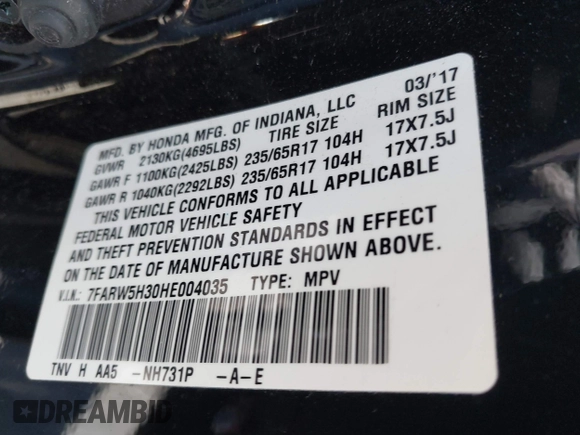 MFD. BY HONDA MFG. OF INDIANA, LLC 03/'17
GVWR 2130KG(4695LBS) TIRE SIZE RIM SIZE
GAWR F 1100KG(2425LBS) 235/65R17 104H 17X7.5J
GAWR R 1040KG(2292LBS) 235/65R17 104H 17X7.5J
THIS VEHICLE CONFORMS TO ALL APPLICABLE
FEDERAL MOTOR VEHICLE SAFETY
AND THEFT PREVENTION STANDARDS IN EFFECT
ON THE DATE OF MANUFACTURE SHOWN ABOVE.
V.I.N.: 7FARW5H30HE004035 TYPE: MPV
TNV H AA5 -NH731P -A-E
DREAMBID